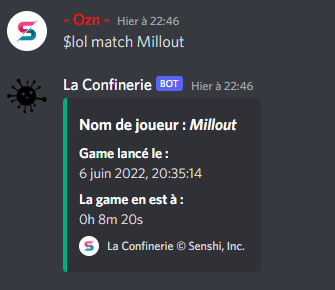 - Ozn - Hier à 22:46
$lol match Millout
La Confinerie BOT Hier à 22:46
Nom de joueur : Millout
Game lancé le :
6 juin 2022, 20:35:14
La game en est à :
0h 8m 20s
La Confinerie © Senshi, Inc.